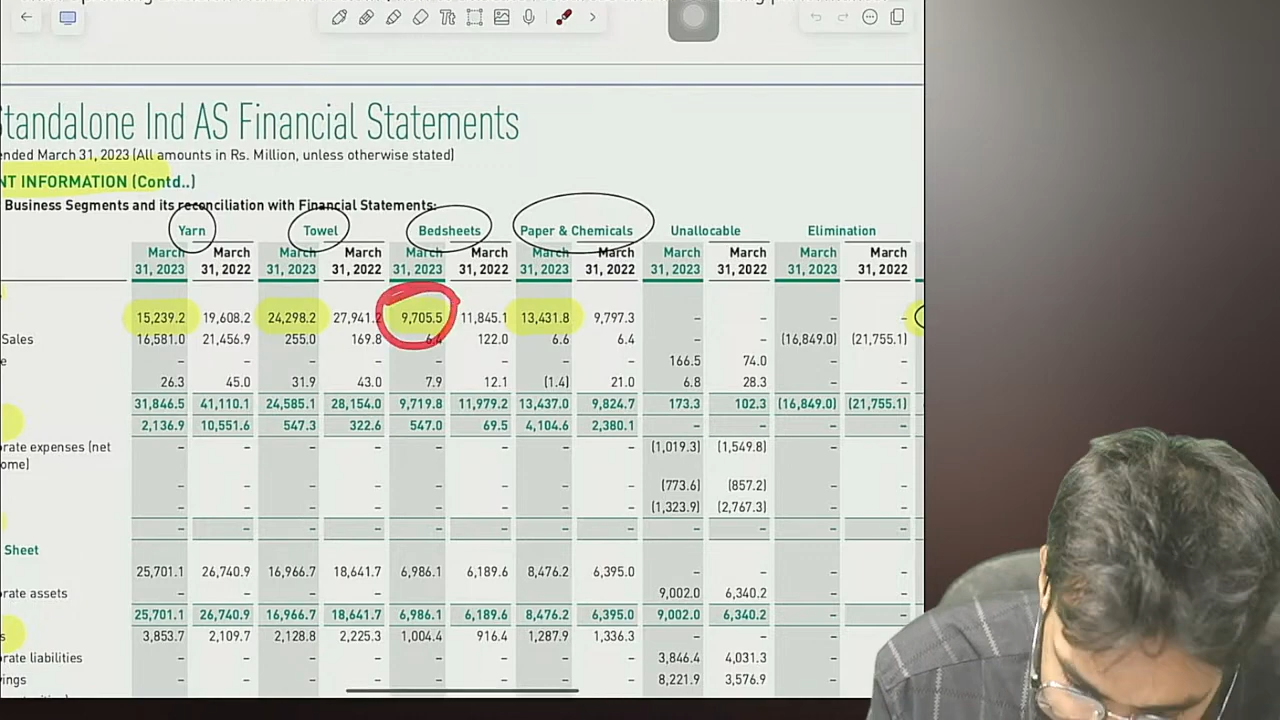 Standalone Ind AS Financial Statements
ended March 31, 2023 (All amounts in Rs. Million, unless otherwise stated)
NT INFORMATION (Contd..)
Business Segments and its reconciliation with Financial Statements:
Yarn Towel Bedsheets Paper & Chemicals Unallocable Elimination
March March March March March March March March March March March March
31, 2023 31, 2022 31, 2023 31, 2022 31, 2023 31, 2022 31, 2023 31, 2022 31, 2023 31, 2022 31, 2023 31, 2022
15,239.2 19,608.2 24,298.2 27,941.2 9,705.5 11,845.1 13,431.8 9,797.3 – – – –
Sales 16,581.0 21,456.9 255.0 169.8 6.4 122.0 6.6 6.4 – – (16,849.0) (21,755.1)
e – – – – – – – – 166.5 74.0 – –
26.3 45.0 31.9 43.0 7.9 12.1 (1.4) 21.0 6.8 28.3 – –
31,846.5 41,110.1 24,585.1 28,154.0 9,719.8 11,979.2 13,437.0 9,824.7 173.3 102.3 (16,849.0) (21,755.1)
2,136.9 10,551.6 547.3 322.6 547.0 69.5 4,104.6 2,380.1 – – – –
rate expenses (net – – – – – – – – (1,019.3) (1,549.8) – –
ome)
– – – – – – – – (773.6) (857.2) – –
– – – – – – – – (1,323.9) (2,767.3) – –
– – – – – – – – – – – –
Sheet
25,701.1 26,740.9 16,966.7 18,641.7 6,986.1 6,189.6 8,476.2 6,395.0 – – – –
rate assets – – – – – – – – 9,002.0 6,340.2 – –
25,701.1 26,740.9 16,966.7 18,641.7 6,986.1 6,189.6 8,476.2 6,395.0 9,002.0 6,340.2 – –
s 3,853.7 2,109.7 2,128.8 2,225.3 1,004.4 916.4 1,287.9 1,336.3 – – – –
rate liabilities – – – – – – – – 3,846.4 4,031.3 – –
ings – – – – – – – – 8,221.9 3,576.9 – –